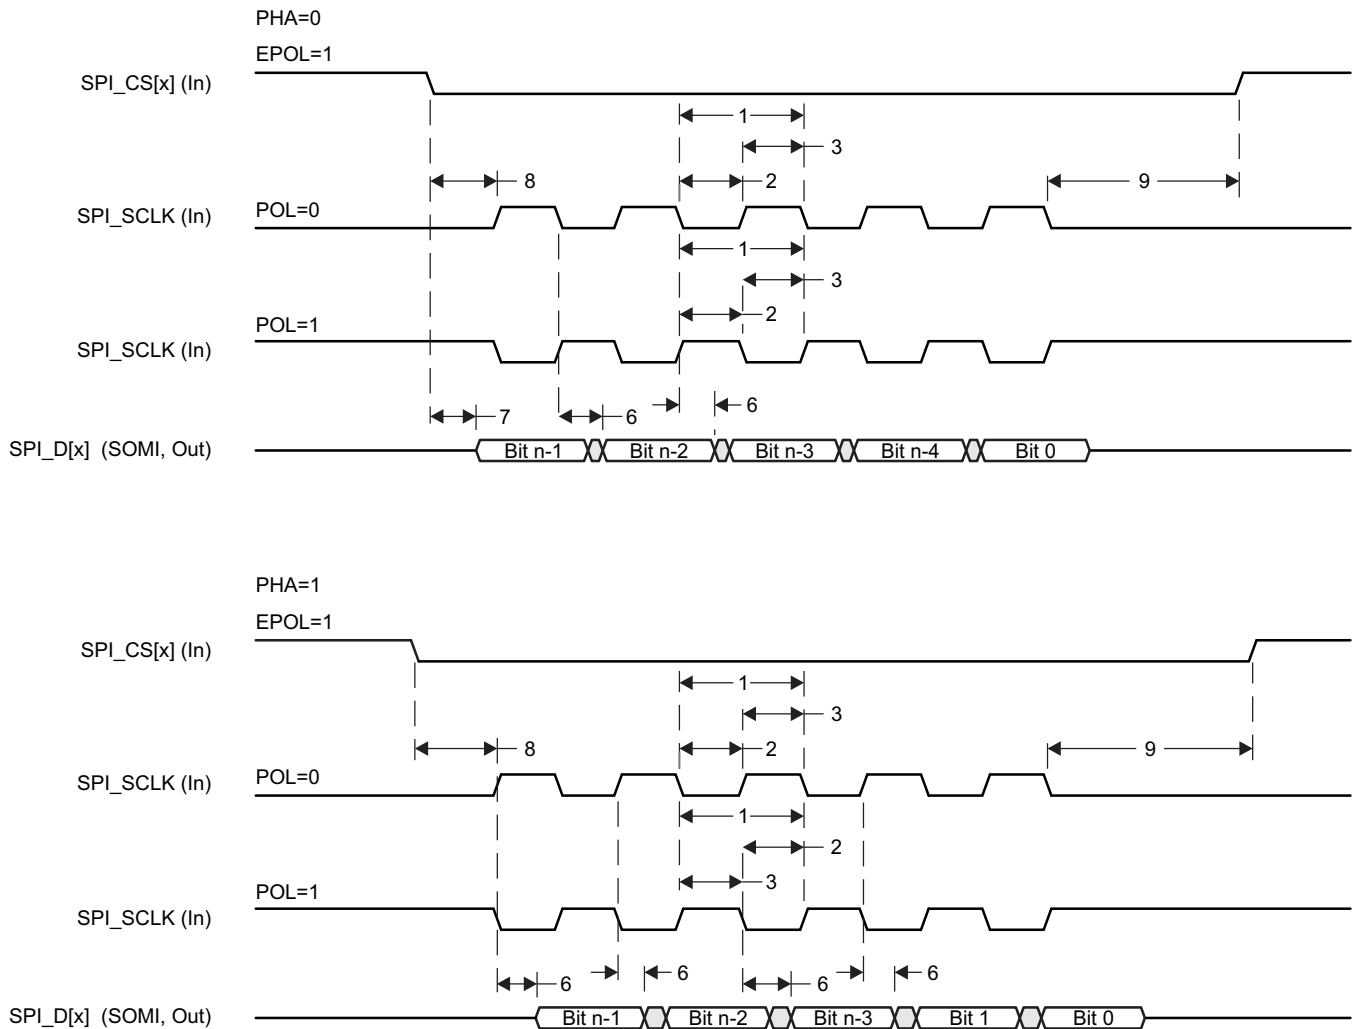 PHA=0
EPOL=1
SPI_CS[x] (In)
1
3
8
2
9
SPI_SCLK (In)
POL=0
1
3
2
POL=1
SPI_SCLK (In)
7
6
6
SPI_D[x] (SOMI, Out)
Bit n-1
Bit n-2
Bit n-3
Bit n-4
Bit 0
PHA=1
EPOL=1
SPI_CS[x] (In)
1
3
8
2
9
SPI_SCLK (In)
POL=0
1
2
3
POL=1
SPI_SCLK (In)
6
6
6
6
SPI_D[x] (SOMI, Out)
Bit n-1
Bit n-2
Bit n-3
Bit 1
Bit 0